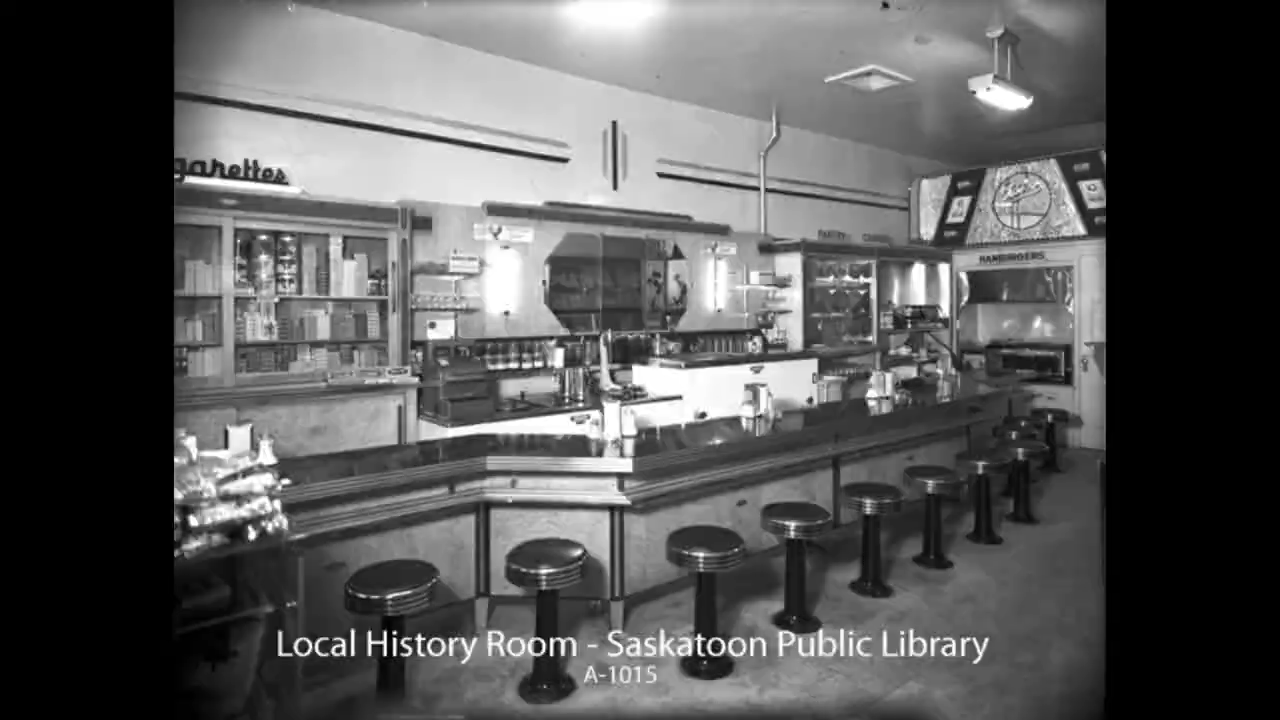 garettes
HAMBURGERS
Local History Room - Saskatoon Public Library
A-1015